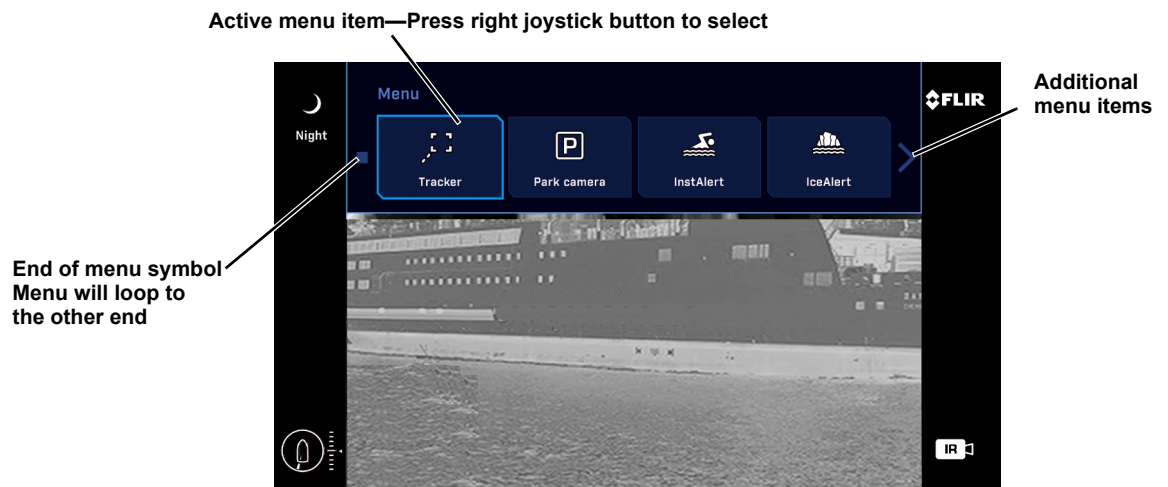 Active menu item—Press right joystick button to select
Additional
menu items
Menu
FLIR
Night
P
Tracker
Park camera
InstAlert
IceAlert
End of menu symbol
Menu will loop to
the other end
IR